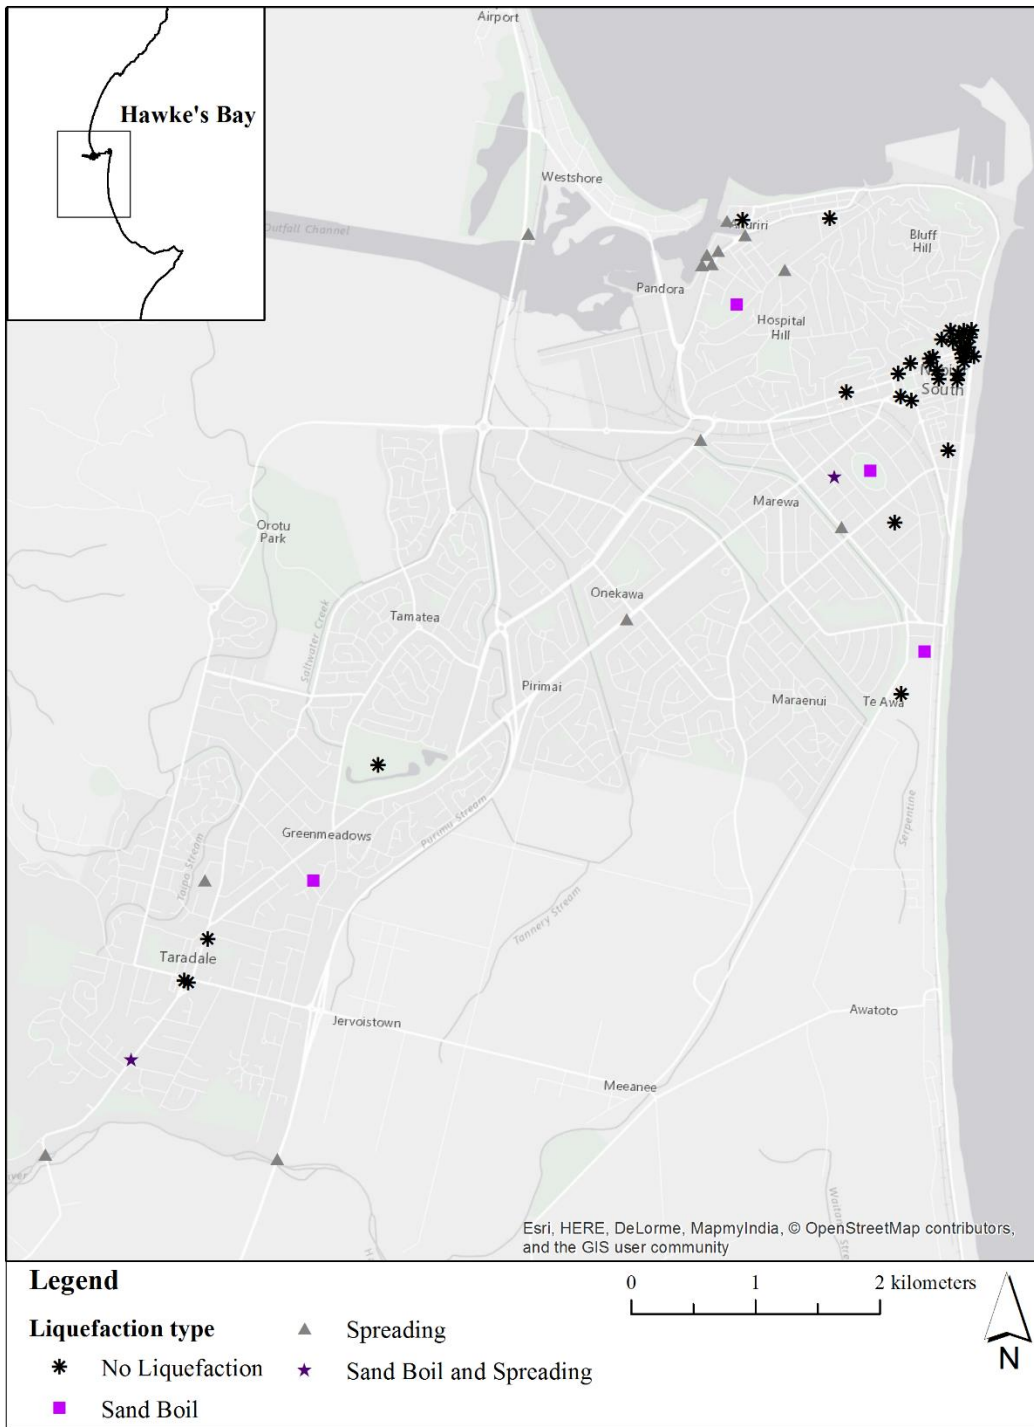 Airport
Hawke's Bay
Westshore
Outfall Channel
Ahuriri
Bluff
Hill
Pandora
Hospital
Hill
South
Marewa
Orotu
Park
Onekawa
Tamatea
Saltwater Creek
Pirimai
Maraenui
Te Awa
Serpentine
Purimu Stream
Greenmeadows
Taipa Stream
Tannery Stream
Taradale
Jervoistown
Awatoto
Meeanee
Esri, HERE, DeLorme, MapmyIndia, © OpenStreetMap contributors,
and the GIS user community
Legend
0 1 2 kilometers
Liquefaction type
Spreading
No Liquefaction
Sand Boil and Spreading
Sand Boil
N